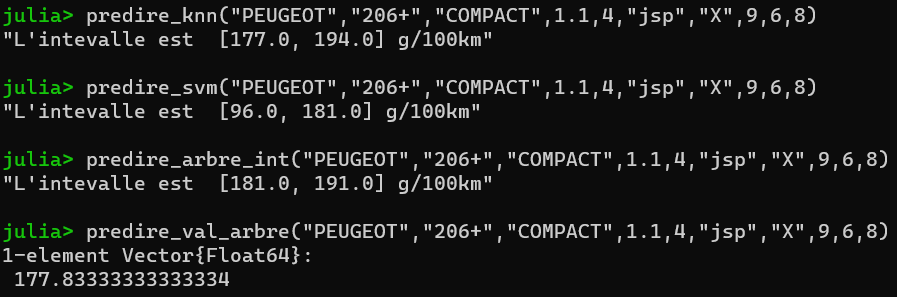 julia> predire_knn("PEUGEOT","206+","COMPACT",1.1,4,"jsp","X",9,6,8)
"L'intevalle est  [177.0, 194.0] g/100km"
julia> predire_svm("PEUGEOT","206+","COMPACT",1.1,4,"jsp","X",9,6,8)
"L'intevalle est  [96.0, 181.0] g/100km"
julia> predire_arbre_int("PEUGEOT","206+","COMPACT",1.1,4,"jsp","X",9,6,8)
"L'intevalle est  [181.0, 191.0] g/100km"
julia> predire_val_arbre("PEUGEOT","206+","COMPACT",1.1,4,"jsp","X",9,6,8)
1-element Vector{Float64}:
 177.83333333333334